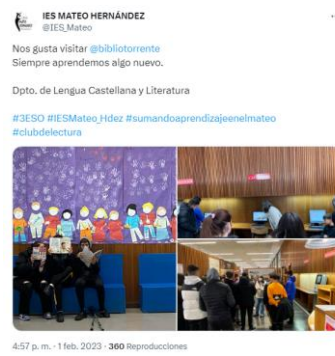 IES MATEO HERNÁNDEZ
@IES_Mateo
Nos gusta visitar @bibliotorrente
Siempre aprendemos algo nuevo.
Dpto. de Lengua Castellana y Literatura
#3ESO #IESMateo_Hdez #sumandoaprendizajeenelmateo
#clubdelectura
4:57 p. m. · 1 feb. 2023 · 360 Reproducciones